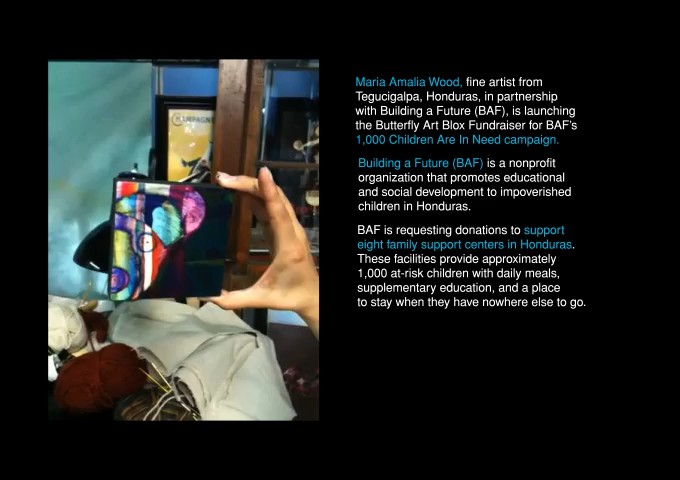 CHAMPAGNE
Maria Amalia Wood, fine artist from
Tegucigalpa, Honduras, in partnership
with Building a Future (BAF), is launching
the Butterfly Art Blox Fundraiser for BAF's
1,000 Children Are In Need campaign.
Building a Future (BAF) is a nonprofit
organization that promotes educational
and social development to impoverished
children in Honduras.
BAF is requesting donations to support
eight family support centers in Honduras.
These facilities provide approximately
1,000 at-risk children with daily meals,
supplementary education, and a place
to stay when they have nowhere else to go.